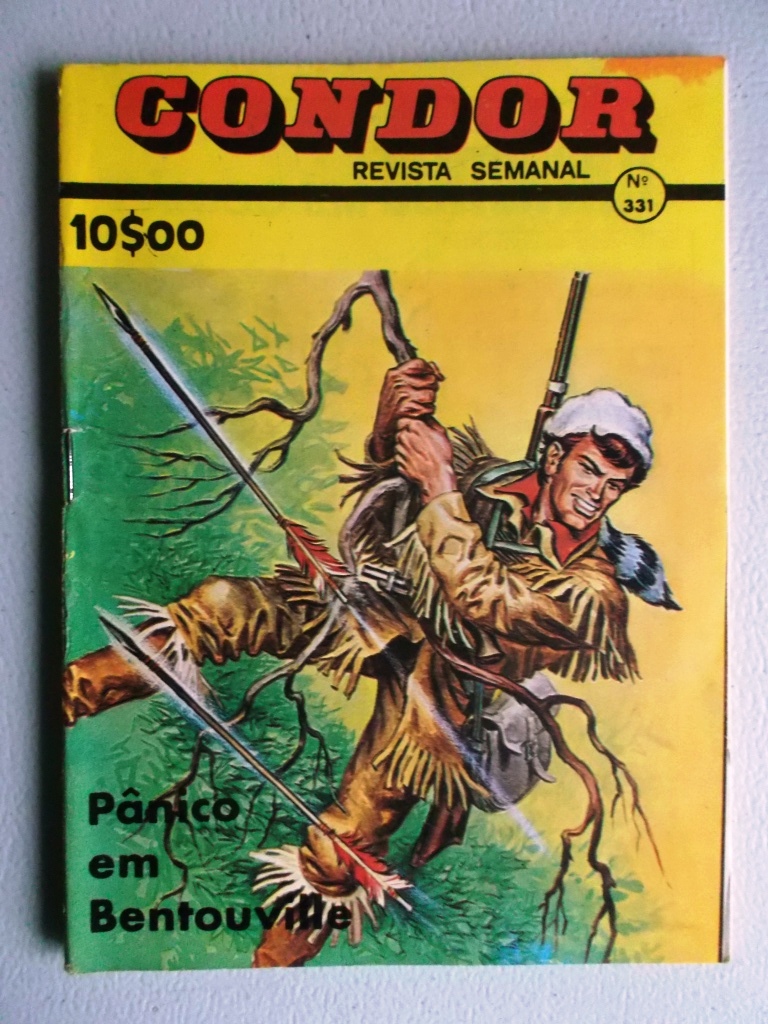 CONDOR
REVISTA SEMANAL
Nº
331
10$00
Pânico
em
Bentouville